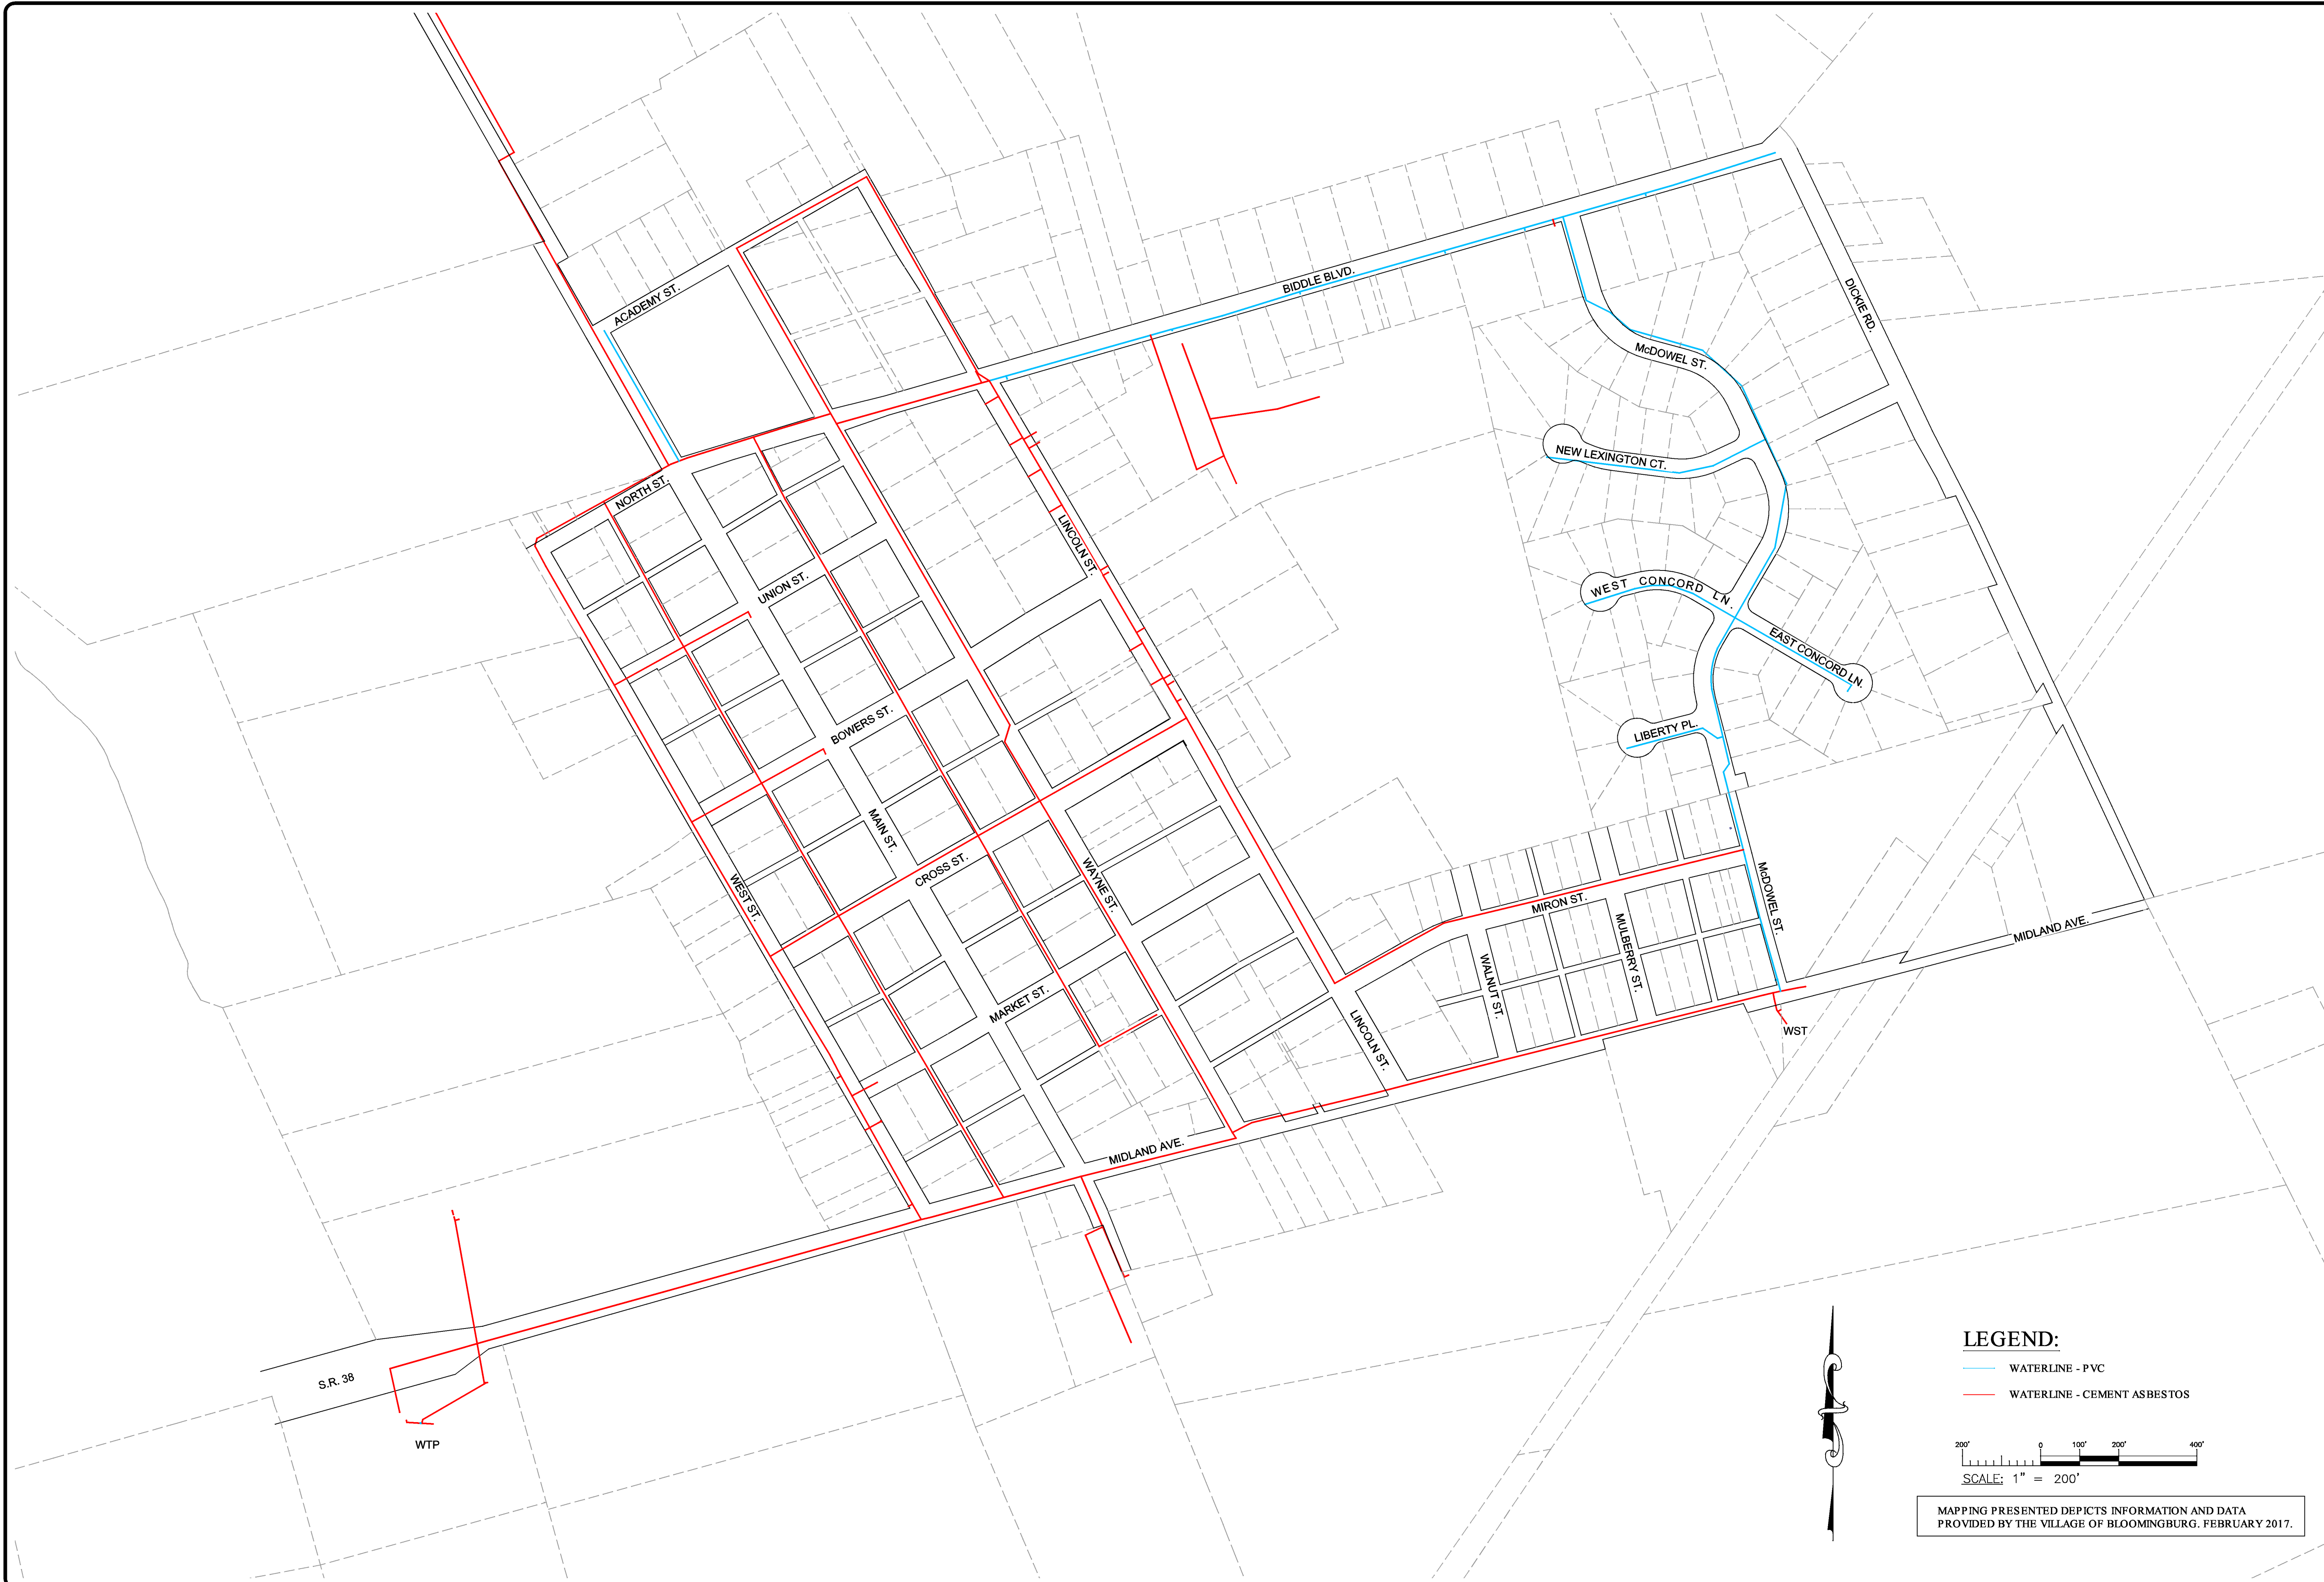 ACADEMY ST.
BIDDLE BLVD.
DICKIE RD.
McDOWEL ST.
NEW LEXINGTON CT.
NORTH ST.
LINCOLN ST.
UNION ST.
WEST CONCORD LN.
EAST CONCORD LN.
BOWERS ST.
LIBERTY PL.
MAIN ST.
CROSS ST.
WEST ST.
WAYNE ST.
MIRON ST.
McDOWEL ST.
MULBERRY ST.
MIDLAND AVE.
WALNUT ST.
MARKET ST.
LINCOLN ST.
WST
MIDLAND AVE.
S.R. 38
WTP
LEGEND:
WATERLINE - PVC
WATERLINE - CEMENT ASBESTOS
200' 0 100' 200' 400'
SCALE: 1" = 200'
MAPPING PRESENTED DEPICTS INFORMATION AND DATA
PROVIDED BY THE VILLAGE OF BLOOMINGBURG. FEBRUARY 2017.